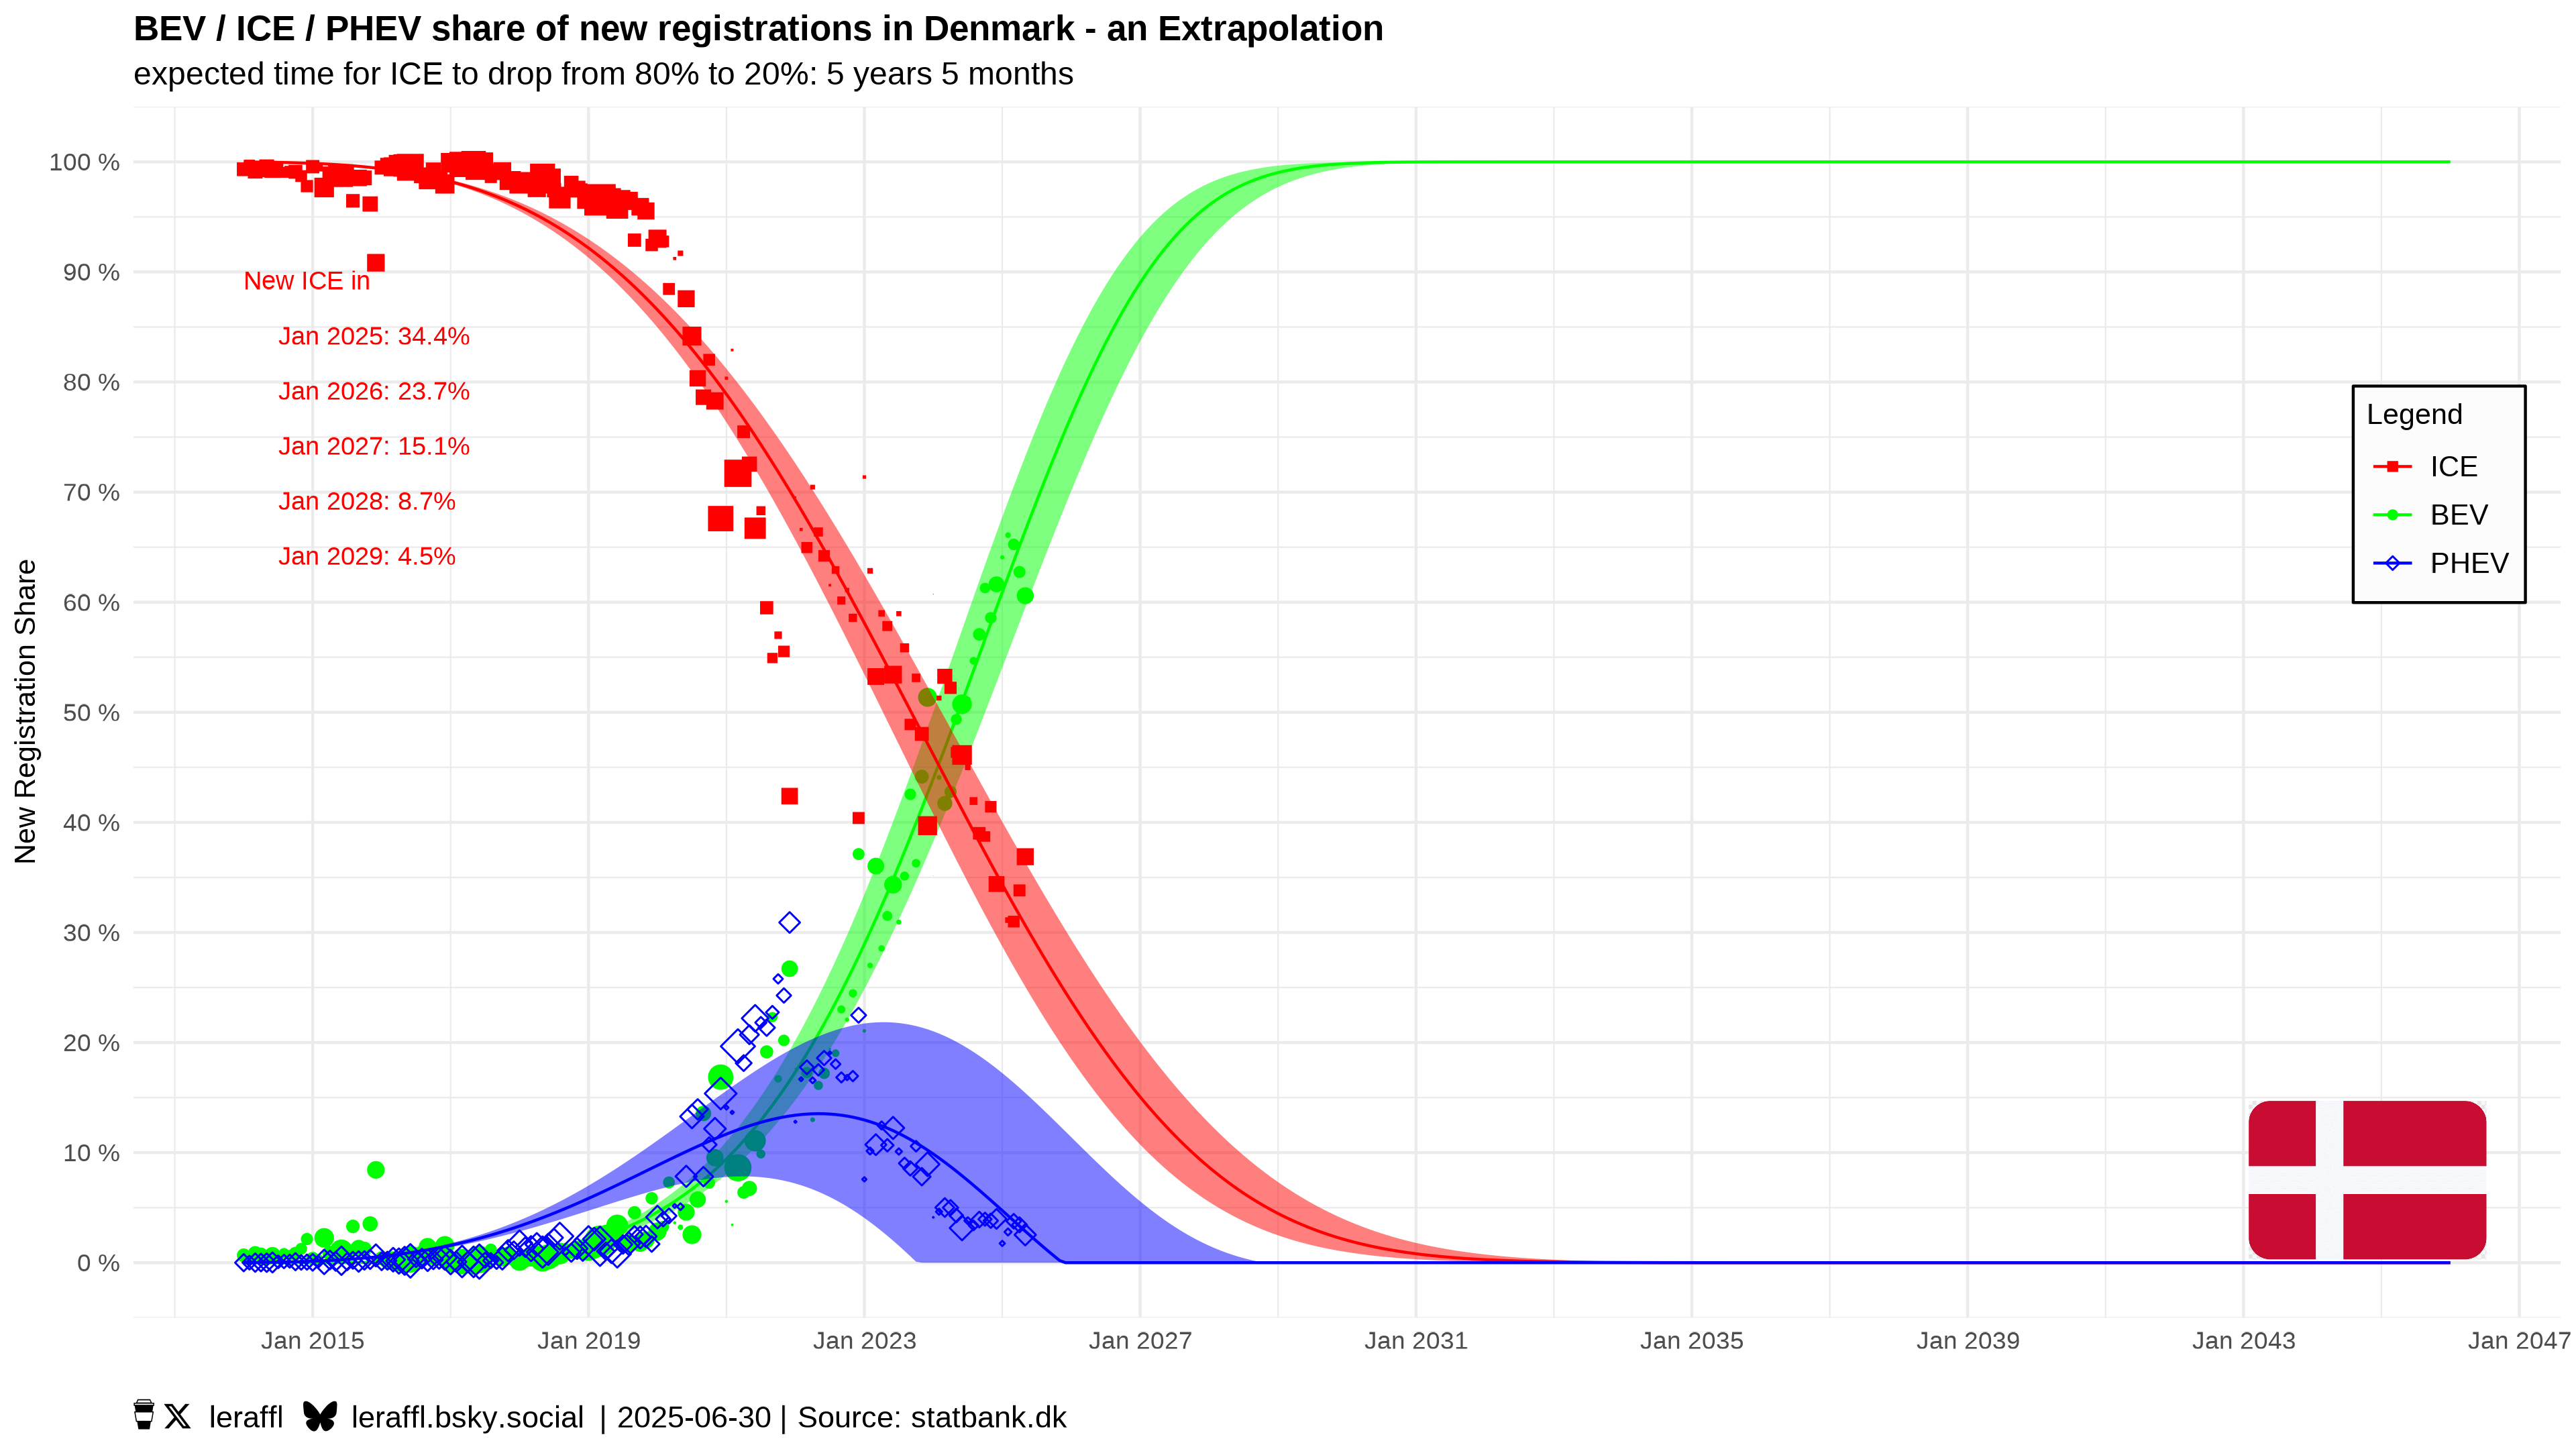 BEV / ICE / PHEV share of new registrations in Denmark - an Extrapolation
expected time for ICE to drop from 80% to 20%: 5 years 5 months
New Registration Share
100 %
90 %
80 %
70 %
60 %
50 %
40 %
30 %
20 %
10 %
0 %
New ICE in
Jan 2025: 34.4%
Jan 2026: 23.7%
Jan 2027: 15.1%
Jan 2028: 8.7%
Jan 2029: 4.5%
Legend
ICE
BEV
PHEV
Jan 2015 Jan 2019 Jan 2023 Jan 2027 Jan 2031 Jan 2035 Jan 2039 Jan 2043 Jan 2047
leraffl leraffl.bsky.social | 2025-06-30 | Source: statbank.dk